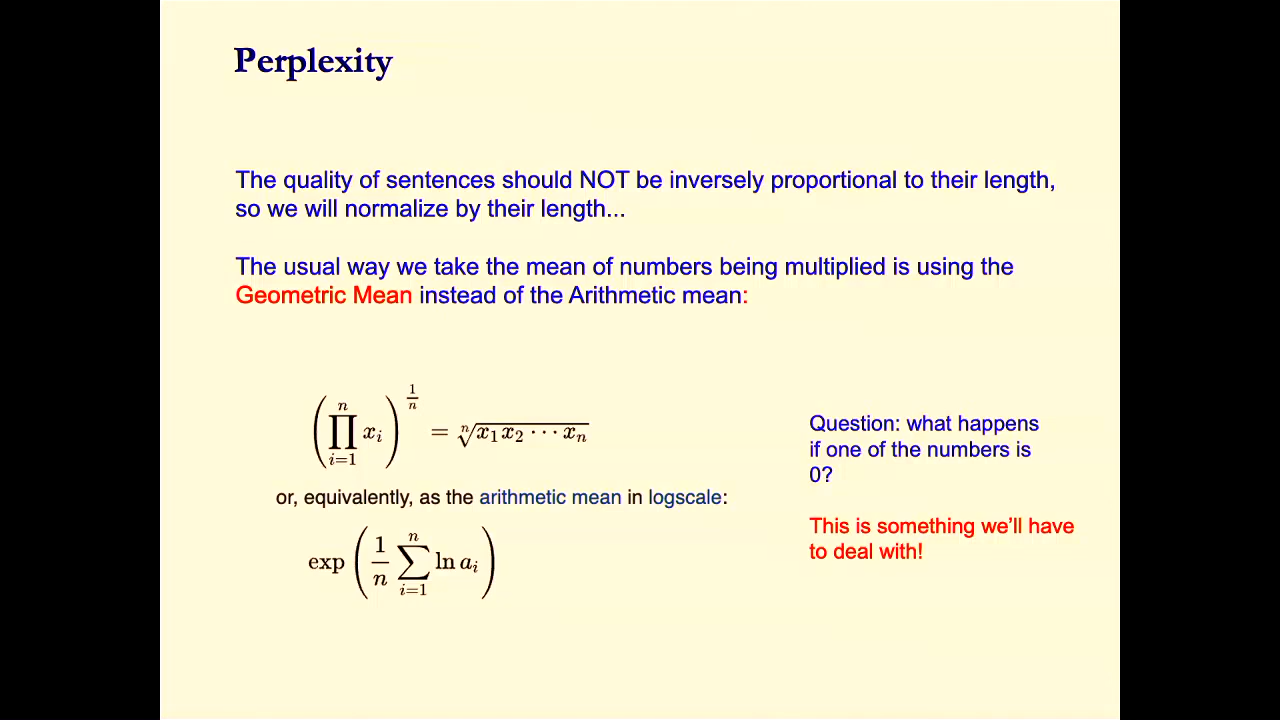 Perplexity
The quality of sentences should NOT be inversely proportional to their length,
so we will normalize by their length...
The usual way we take the mean of numbers being multiplied is using the
Geometric Mean instead of the Arithmetic mean:
(∏_{i=1}^{n} x_i)^{1/n} = ⁿ√(x₁x₂ ⋯ xₙ)
or, equivalently, as the arithmetic mean in logscale:
exp (1/n ∑_{i=1}^{n} ln a_i)
Question: what happens
if one of the numbers is
0?
This is something we'll have
to deal with!